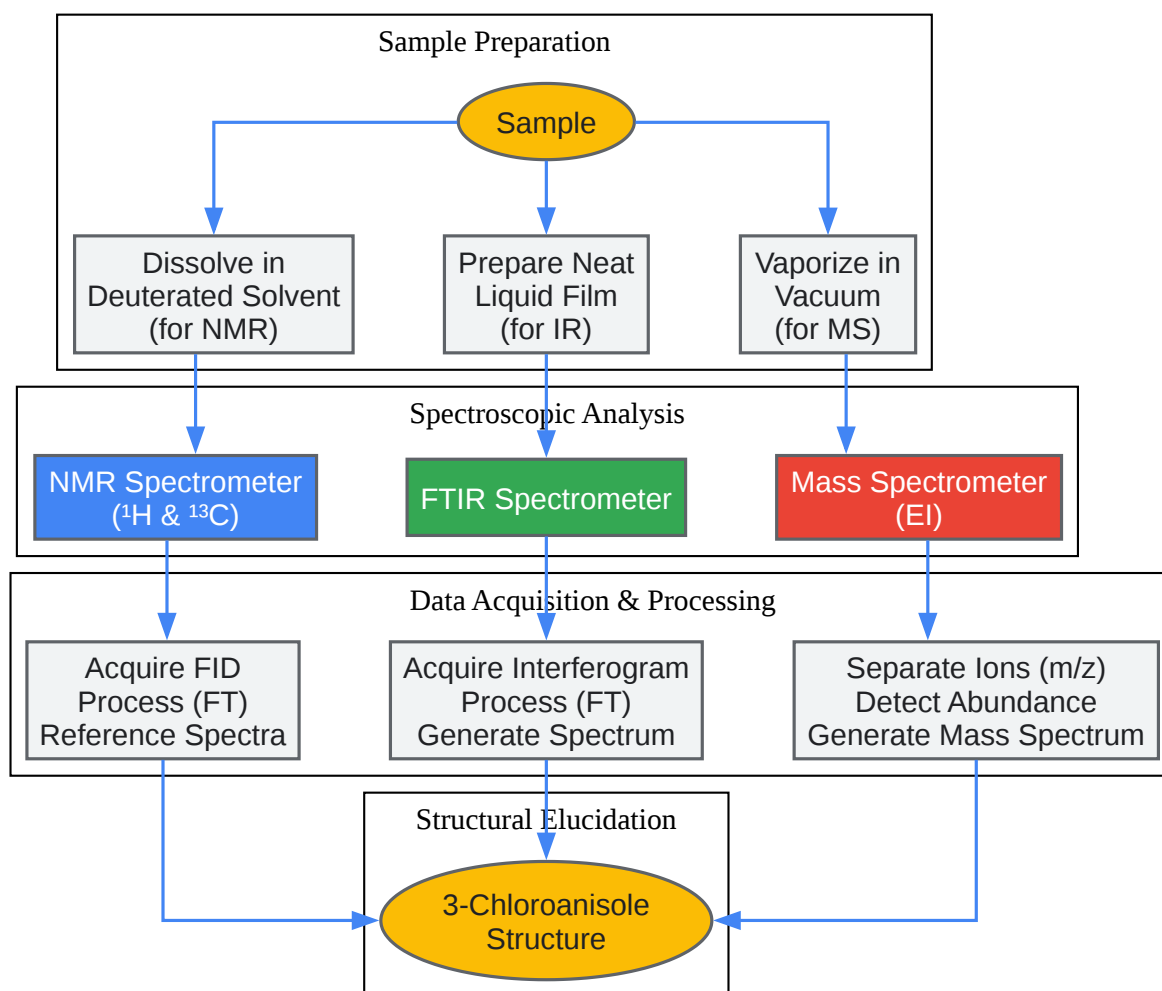 Sample Preparation
Sample
Dissolve in
Deuterated Solvent
(for NMR)
Prepare Neat
Liquid Film
(for IR)
Vaporize in
Vacuum
(for MS)
Spectroscopic Analysis
NMR Spectrometer
(¹H & ¹³C)
FTIR Spectrometer
Mass Spectrometer
(EI)
Data Acquisition & Processing
Acquire FID
Process (FT)
Reference Spectra
Acquire Interferogram
Process (FT)
Generate Spectrum
Separate Ions (m/z)
Detect Abundance
Generate Mass Spectrum
Structural Elucidation
3-Chloroanisole
Structure